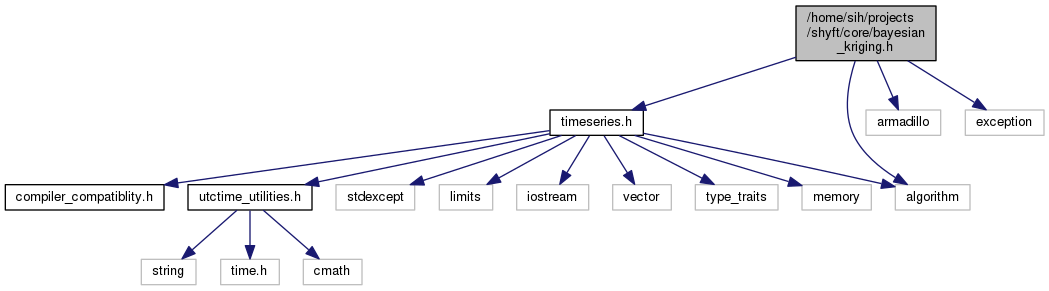 /home/sih/projects
/shyft/core/bayesian
_kriging.h
timeseries.h
armadillo
exception
compiler_compatiblity.h
utctime_utilities.h
stdexcept
limits
iostream
vector
type_traits
memory
algorithm
string
time.h
cmath